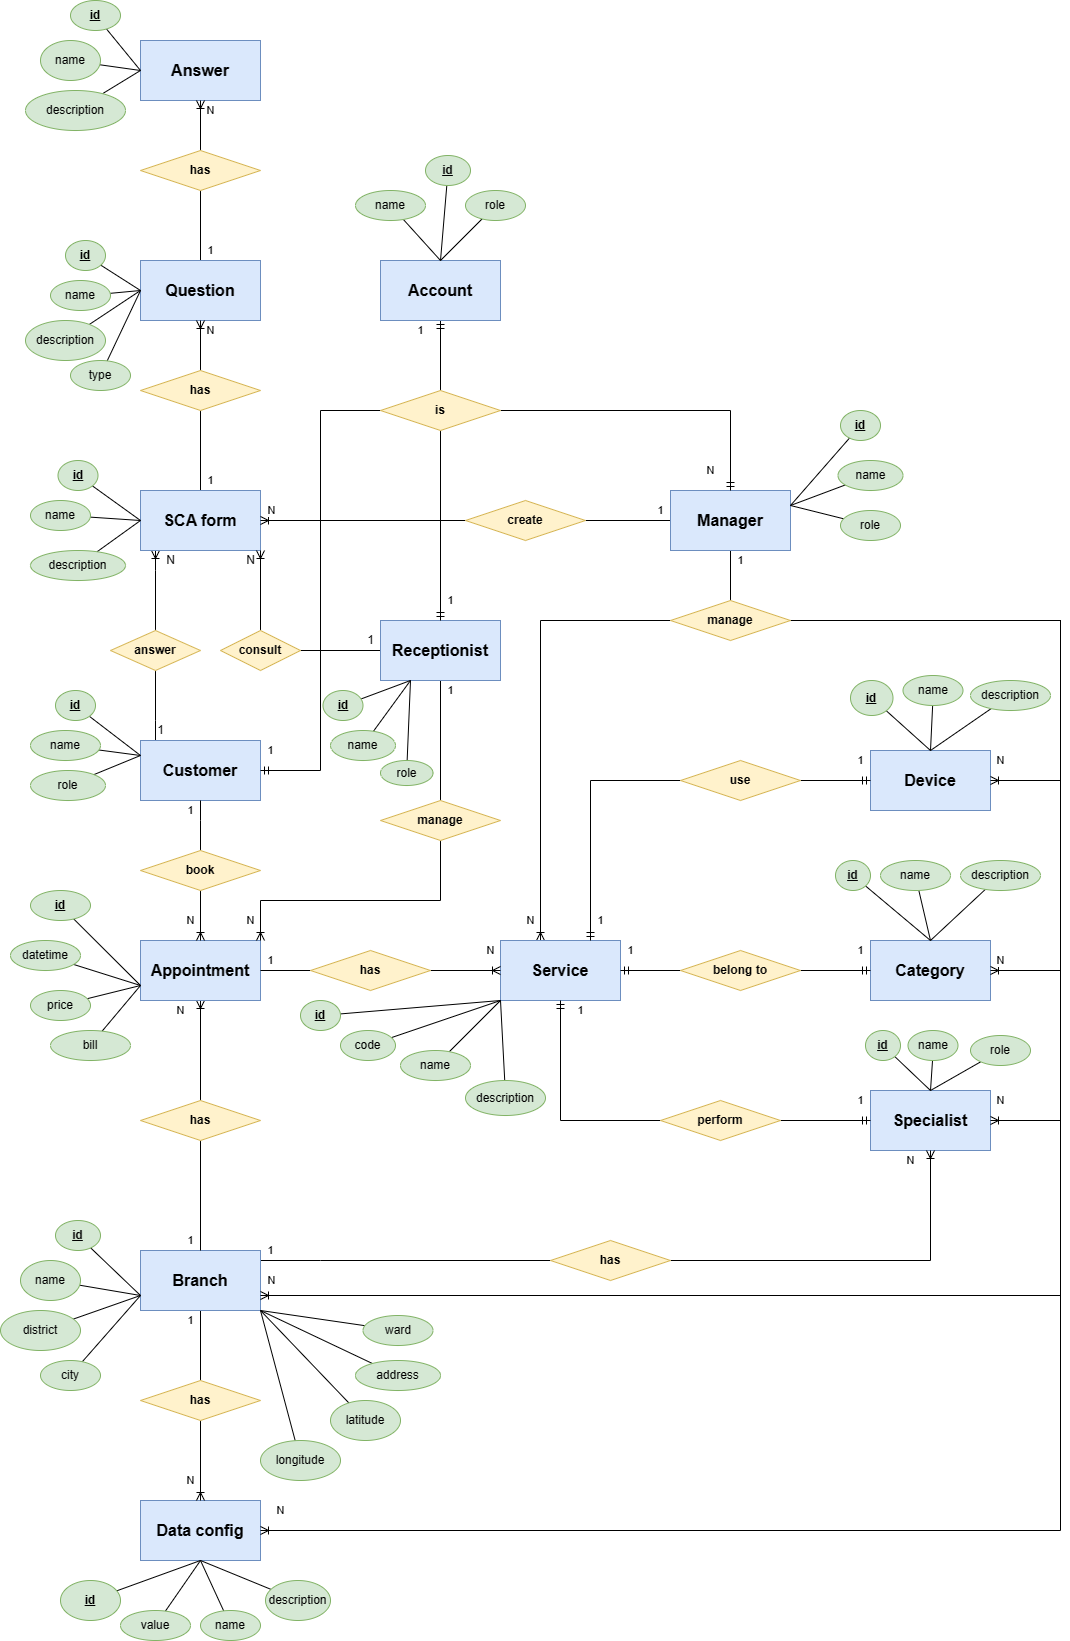 id
name
Answer
description
N
has
id
name
role
1
id
Question
Account
name
description
N
1
type
has
is
id
N
name
id
1
SCA form
N
create
1
Manager
name
role
description
N
N
1
1
manage
answer
consult
1
Receptionist
id
name
description
id
1
id
name
1
name
1
role
Customer
role
N
use
1
Device
1
manage
book
id
name
description
id
N
N
N
1
datetime
Appointment
1
has
N
Service
1
belong to
1
Category
N
price
N
id
1
bill
code
name
description
id
name
role
has
perform
1
Specialist
N
N
id
1
1
has
name
Branch
N
district
1
ward
city
address
has
latitude
longitude
N
N
Data config
id
value
name
description